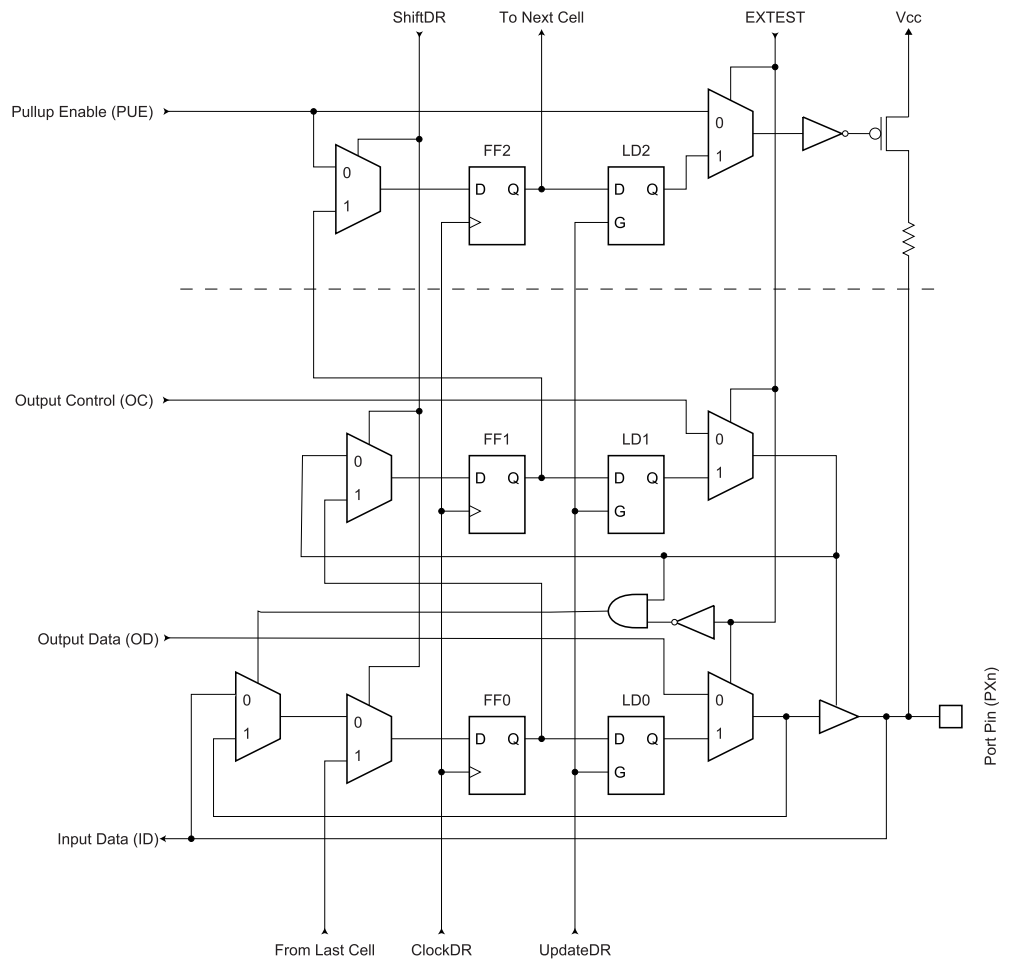 ShiftDR
To Next Cell
EXTEST
Vcc
Pullup Enable (PUE)
0
1
FF2
D Q
LD2
D Q
G
0
1
Output Control (OC)
0
1
FF1
D Q
LD1
D Q
G
0
1
Output Data (OD)
0
1
0
1
FF0
D Q
LD0
D Q
G
0
1
Port Pin (PXn)
Input Data (ID)
From Last Cell
ClockDR
UpdateDR